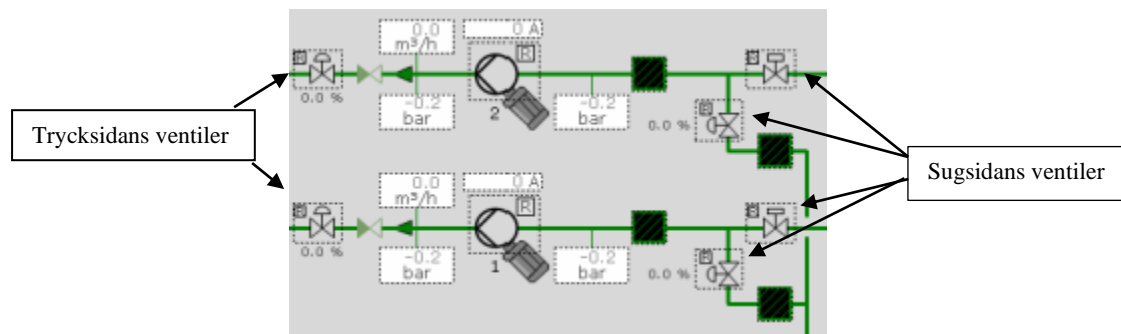 0.0
m³/h
0 A
R
R
R
0.0 %
-0.2
bar
2
-0.2
bar
0.0 %
R
Trycksidans ventiler
Sugsidans ventiler
0.0
m³/h
0 A
R
R
R
0.0 %
-0.2
bar
1
-0.2
bar
0.0 %
R